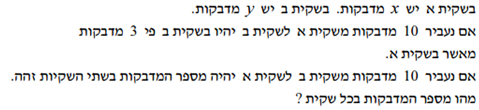 בשקית א יש x מדבקות. בשקית ב יש y מדבקות.
אם נעביר 10 מדבקות משקית א לשקית ב יהיו בשקית ב פי 3 מדבקות
מאשר בשקית א.
אם נעביר 10 מדבקות משקית ב לשקית א יהיה מספר המדבקות בשתי השקיות זהה.
מהו מספר המדבקות בכל שקית ?